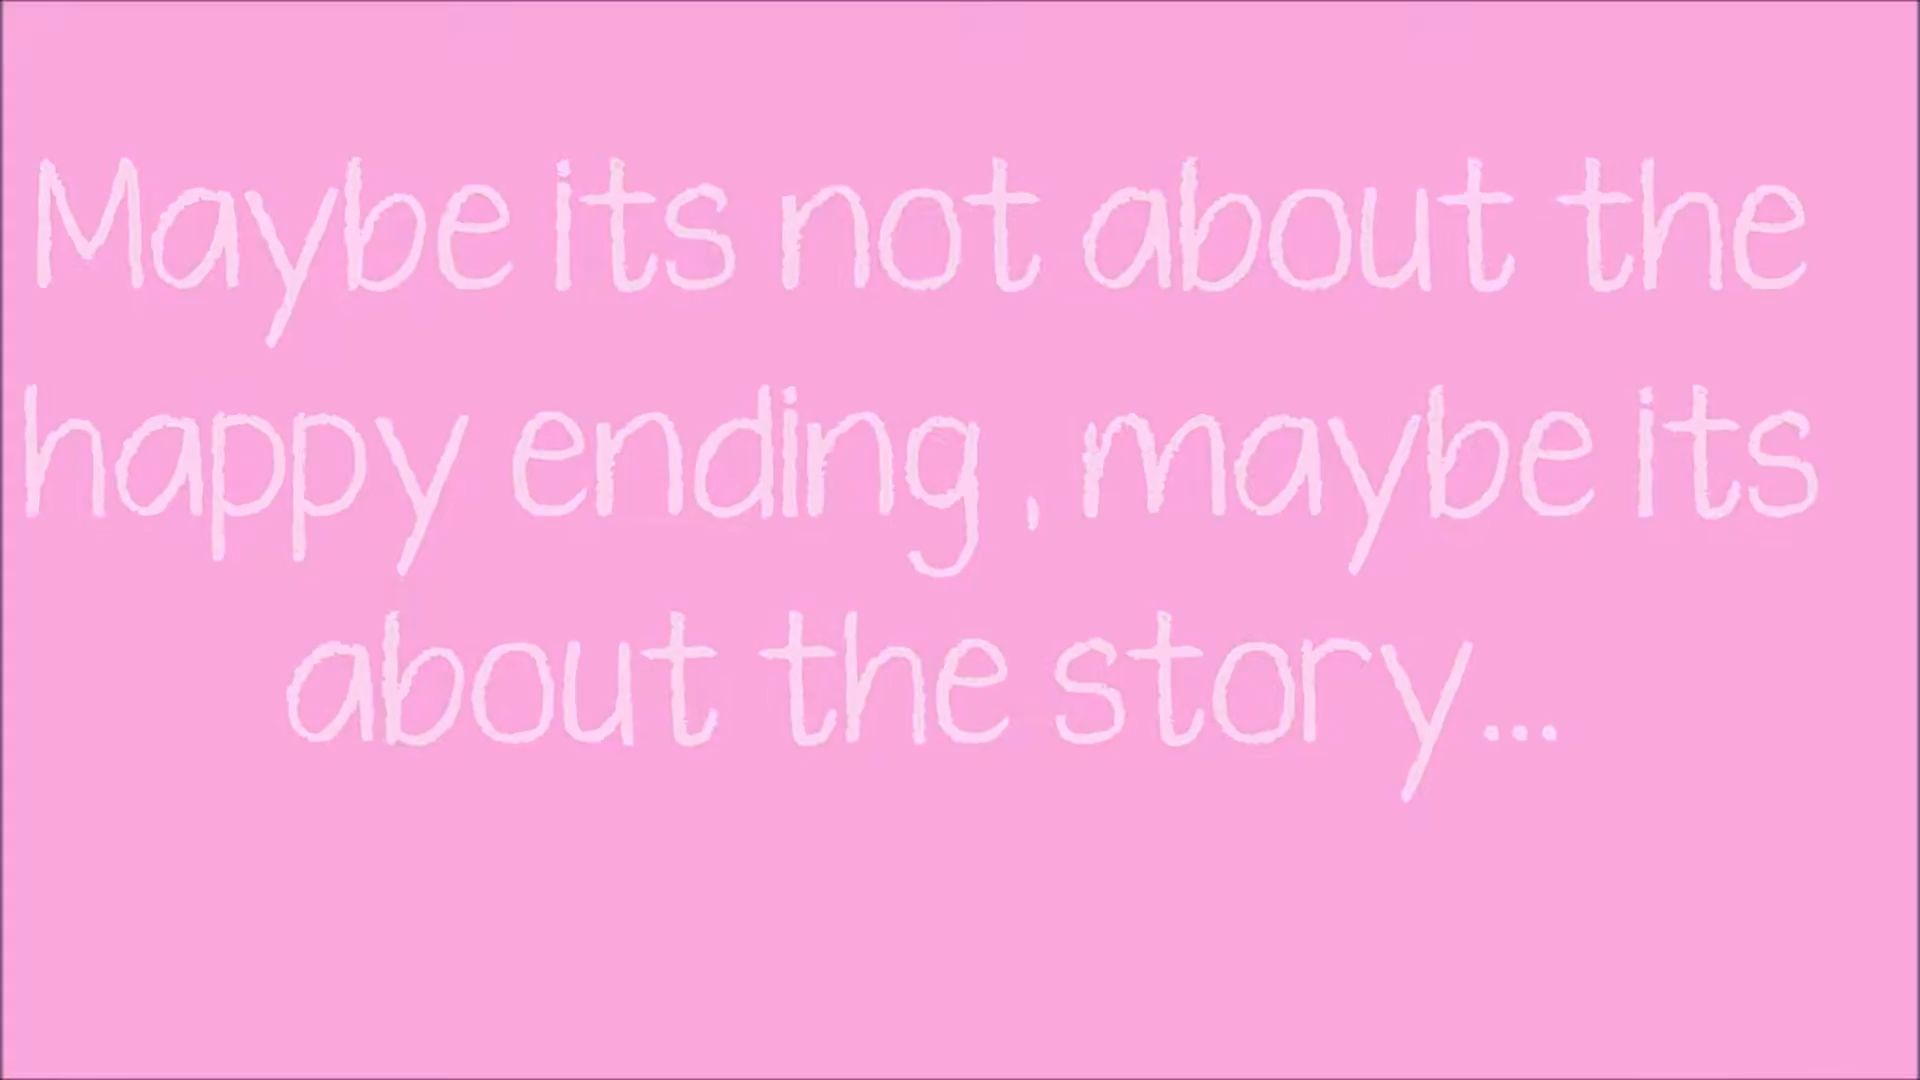 Maybe its not about the
happy ending , maybe its
about the story...